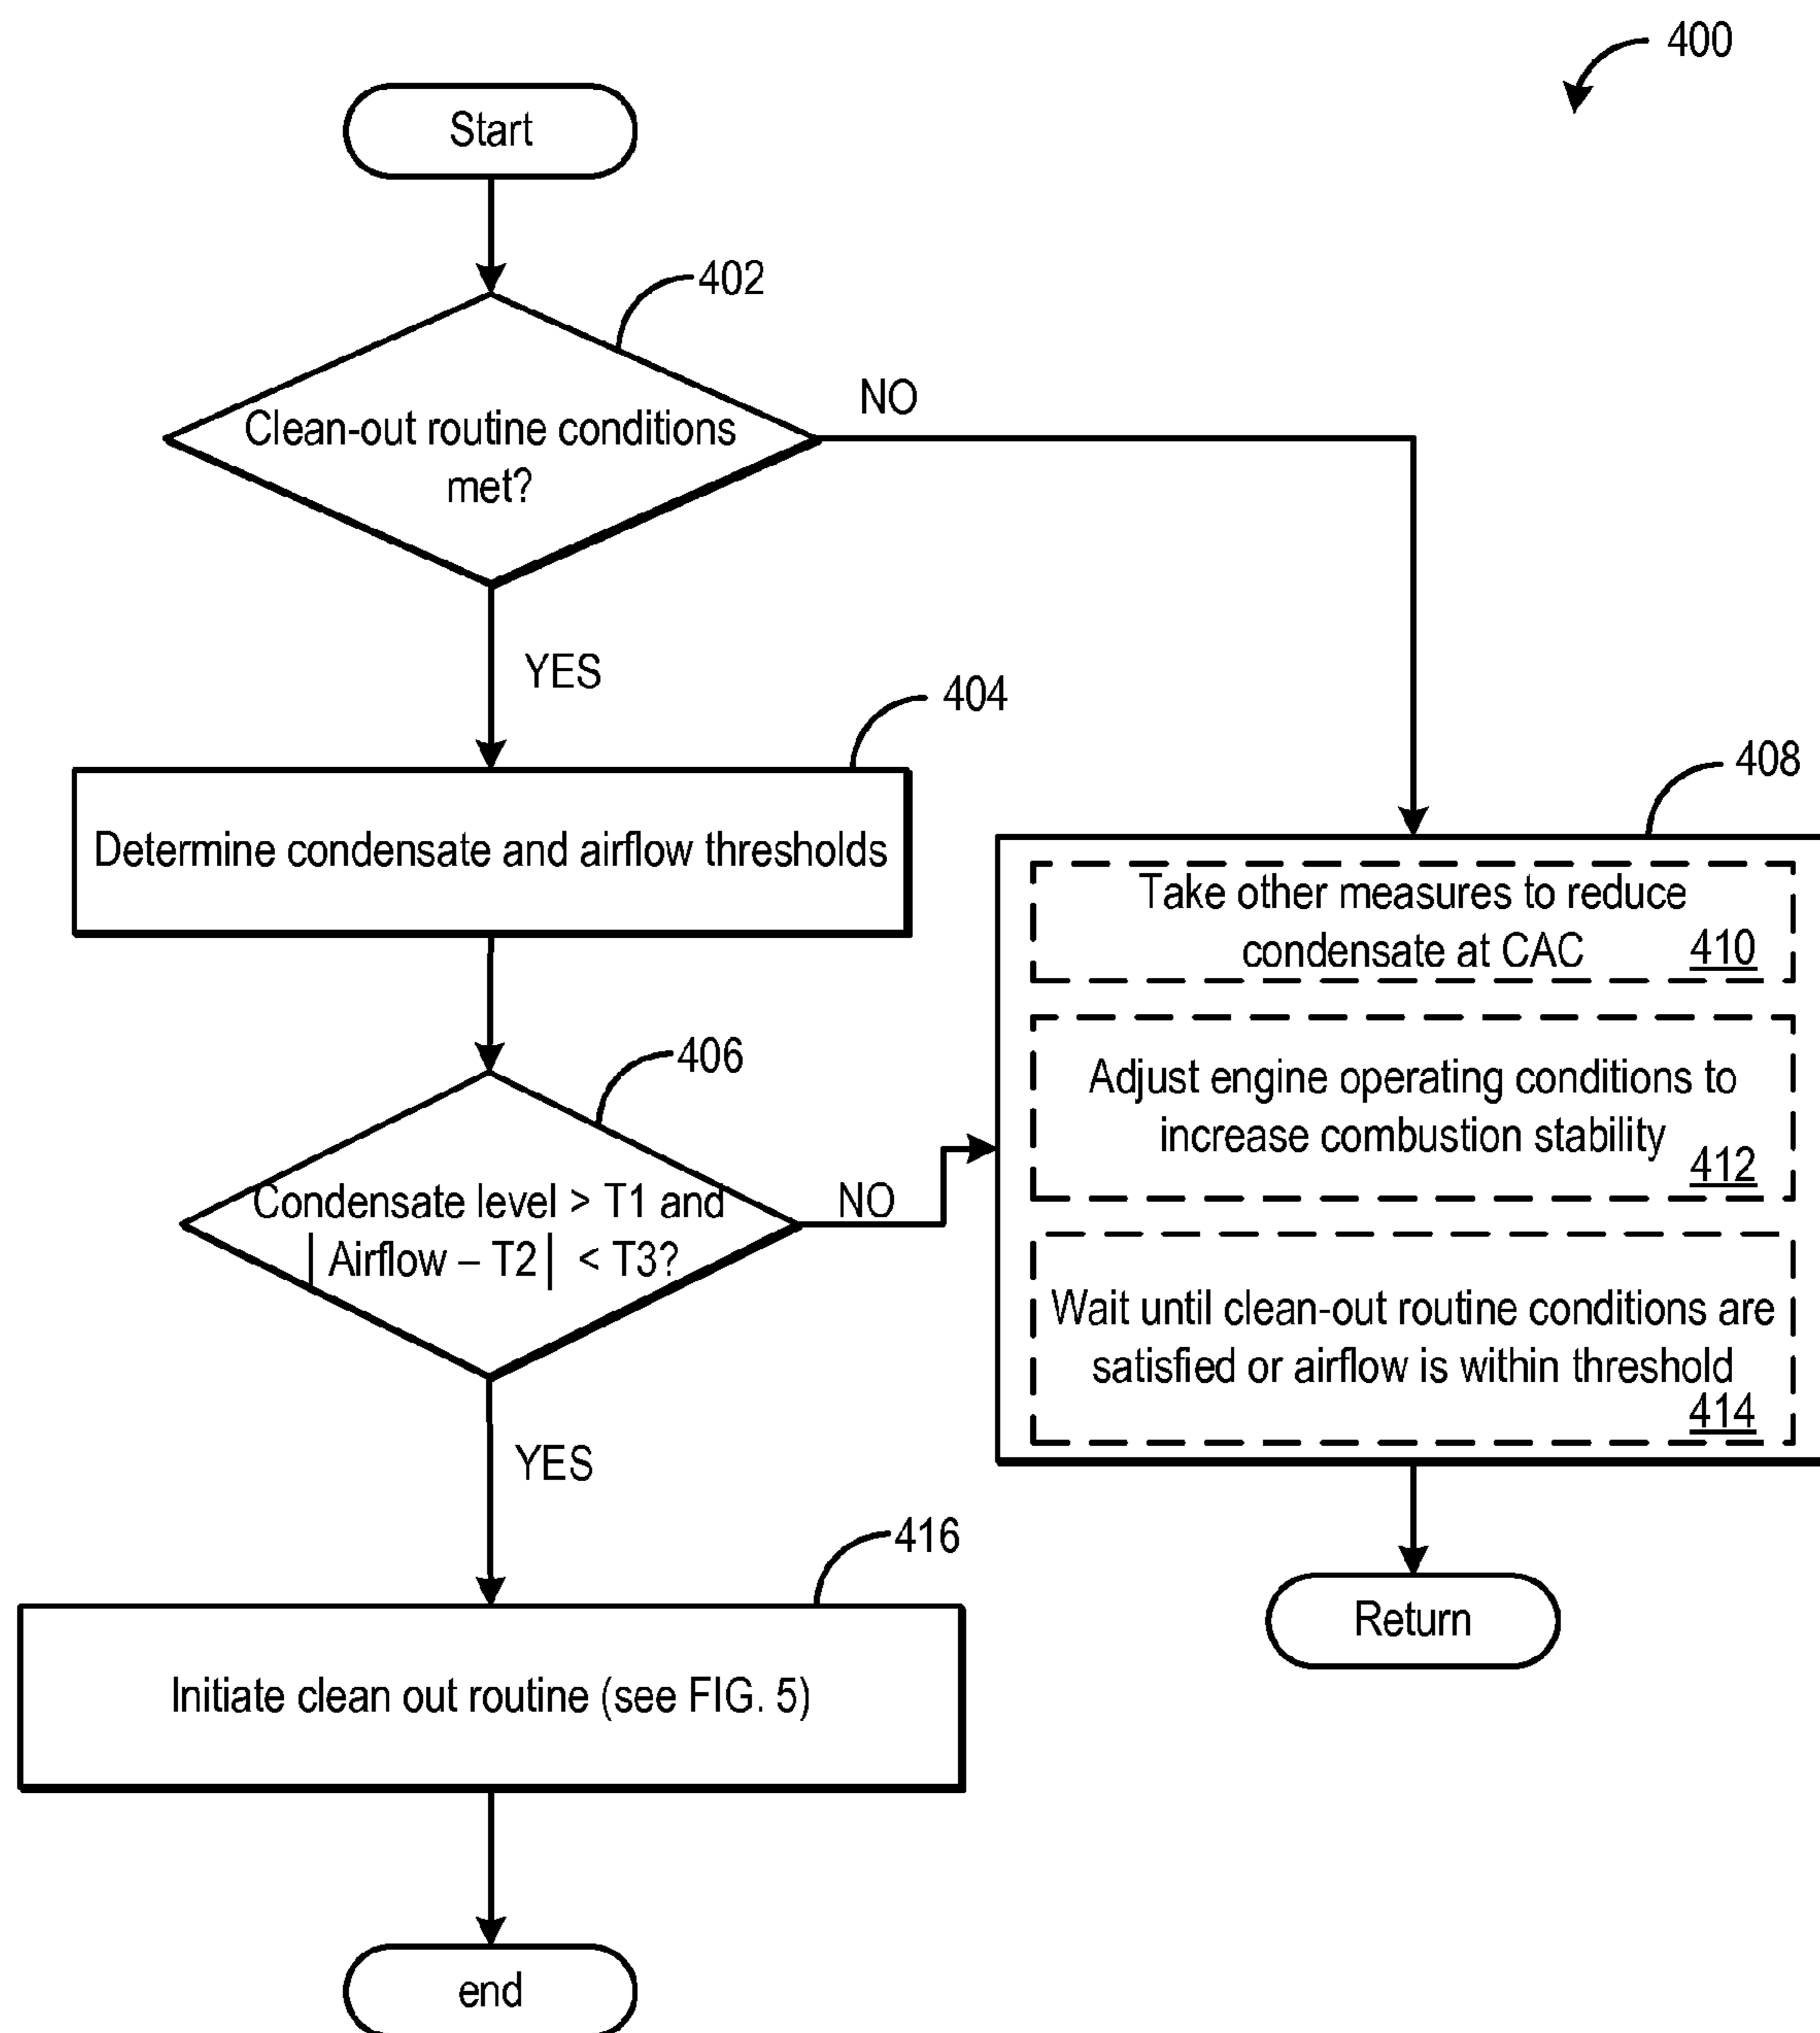 400
Start
402
Clean-out routine conditions
met?
NO
YES
404
Determine condensate and airflow thresholds
408
Take other measures to reduce
condensate at CAC 410
Adjust engine operating conditions to
increase combustion stability
412
Wait until clean-out routine conditions are
satisfied or airflow is within threshold
414
406
Condensate level > T1 and
| Airflow – T2 | < T3?
NO
YES
416
Initiate clean out routine (see FIG. 5)
Return
end